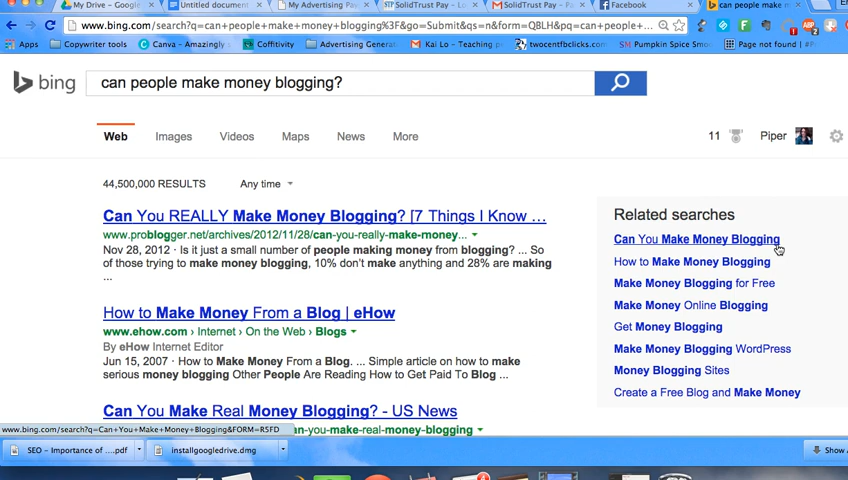 My Drive - Google
Untitled document
My Advertising Pay
SolidTrust Pay -
SolidTrust Pay - P
Facebook
can people make m
www.bing.com/search?q=can+people+make+money+blogging%3F&go=Submit&qs=n&form=QBLH&pq=can+people+
Apps
Copywriter tools
Canva - Amazingly
Coffitivity
Advertising Generat
Kai Lo - Teaching p
twocentfbclicks.com
Pumpkin Spice Smo
Page not found |
bing
can people make money blogging?
Web
Images
Videos
Maps
News
More
11
Piper
44,500,000 RESULTS
Any time
Can You REALLY Make Money Blogging? [7 Things I Know ...
www.problogger.net/archives/2012/11/28/can-you-really-make-money...
Nov 28, 2012 · Is it just a small number of people making money from blogging? ... So
of those trying to make money blogging, 10% don't make anything and 28% are making
...
How to Make Money From a Blog | eHow
www.ehow.com › Internet › On the Web › Blogs
By eHow Internet Editor
Jun 15, 2007 · How to Make Money From a Blog. ... Simple article on how to make
serious money blogging Other People Are Reading How to Get Paid To Blog ...
Can You Make Real Money Blogging? - US News
an-you-make-real-money-blogging
Related searches
Can You Make Money Blogging
How to Make Money Blogging
Make Money Blogging for Free
Make Money Online Blogging
Get Money Blogging
Make Money Blogging WordPress
Money Blogging Sites
Create a Free Blog and Make Money
www.bing.com/search?q=Can+You+Make+Money+Blogging&FORM=R5FD
SEO - Importance of ....pdf
installgoogledrive.dmg
Show